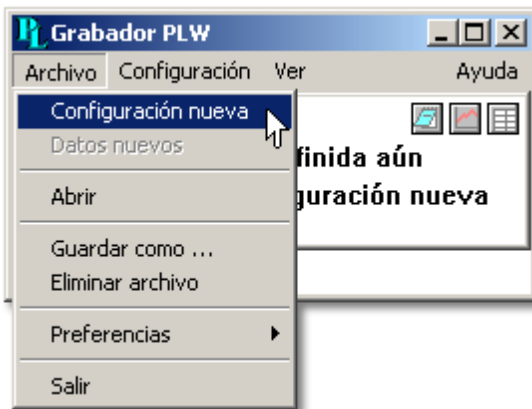 Grabador PLW
Archivo Configuración Ver Ayuda
Configuración nueva
Datos nuevos
finida aún
Abrir
guración nueva
Guardar como ...
Eliminar archivo
Preferencias
Salir